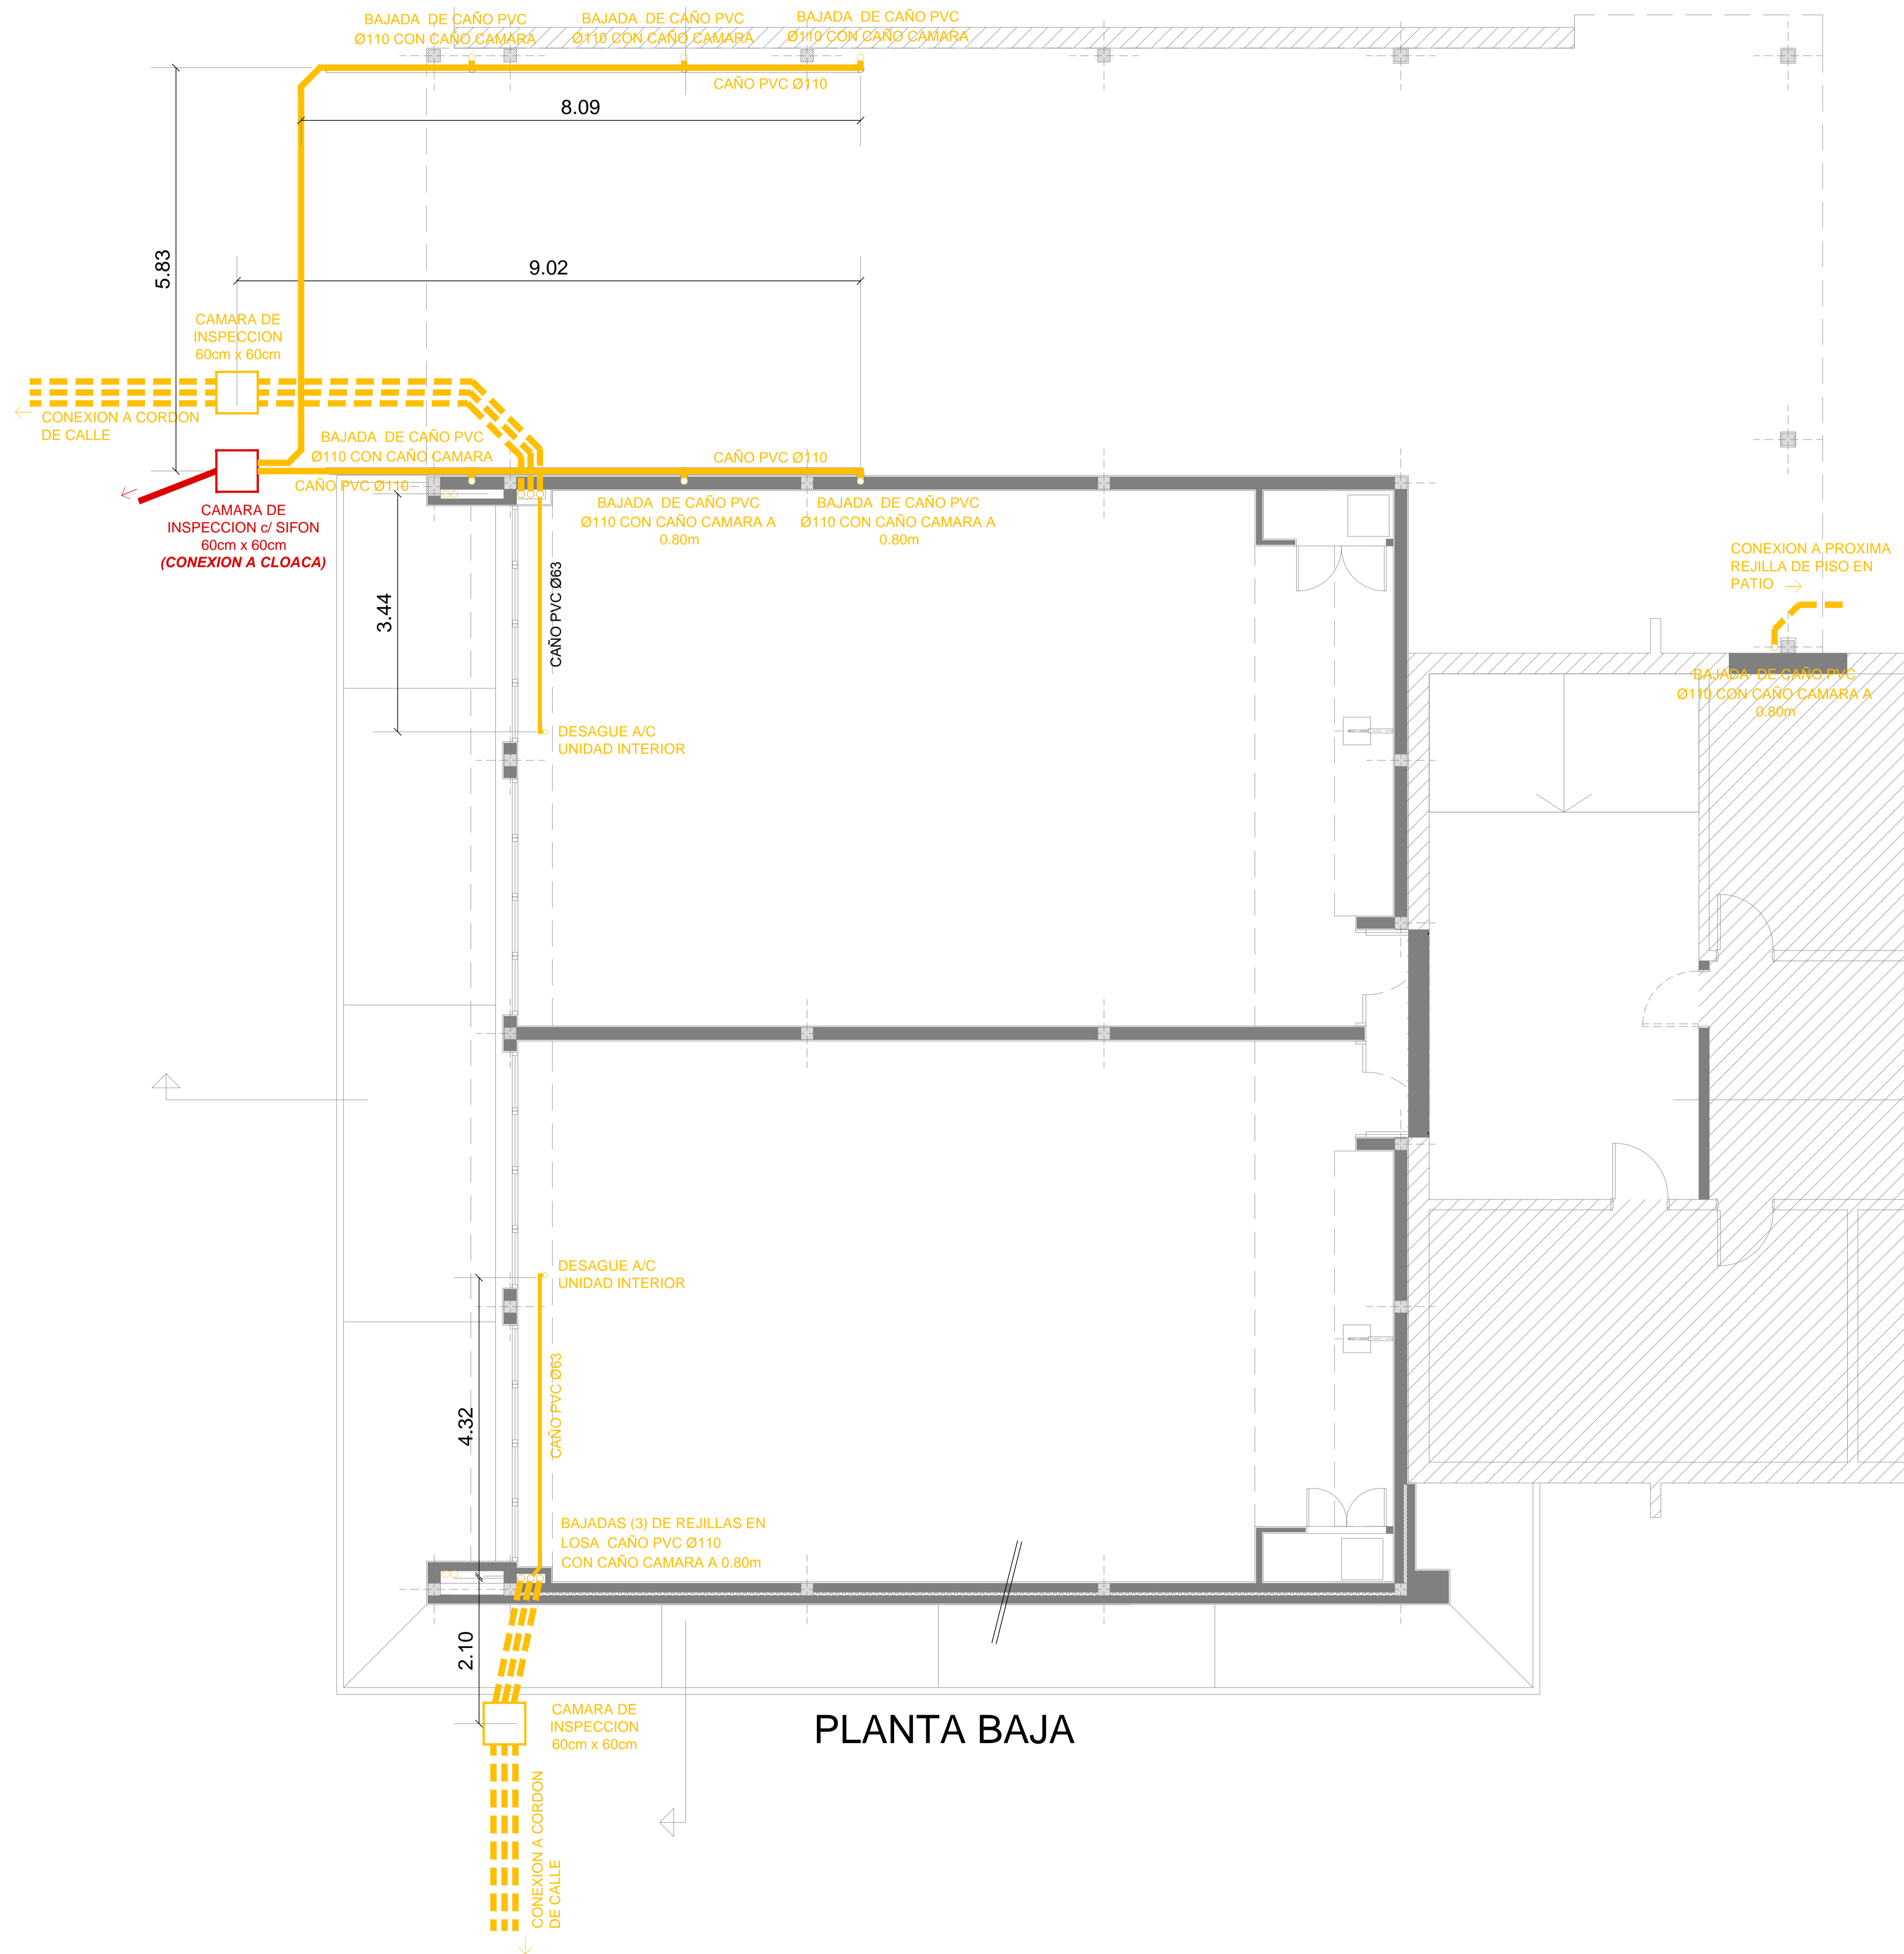 BAJADA DE CAÑO PVC
Ø110 CON CAÑO CAMARA
BAJADA DE CAÑO PVC
Ø110 CON CAÑO CAMARA
BAJADA DE CAÑO PVC
Ø110 CON CAÑO CAMARA
CAÑO PVC Ø110
8.09
5.83
9.02
CAMARA DE
INSPECCION
60cm x 60cm
CONEXION A CORDON
DE CALLE
BAJADA DE CAÑO PVC
Ø110 CON CAÑO CAMARA
CAÑO PVC Ø110
CAÑO PVC Ø110
CAMARA DE
INSPECCION c/ SIFON
60cm x 60cm
(CONEXION A CLOACA)
BAJADA DE CAÑO PVC
Ø110 CON CAÑO CAMARA A
0.80m
BAJADA DE CAÑO PVC
Ø110 CON CAÑO CAMARA A
0.80m
CONEXION A PROXIMA
REJILLA DE PISO EN
PATIO
3.44
CAÑO PVC Ø63
BAJADA DE CAÑO PVC
Ø110 CON CAÑO CAMARA A
0.80m
DESAGUE A/C
UNIDAD INTERIOR
DESAGUE A/C
UNIDAD INTERIOR
4.32
CAÑO PVC Ø63
BAJADAS (3) DE REJILLAS EN
LOSA CAÑO PVC Ø110
CON CAÑO CAMARA A 0.80m
2.10
CAMARA DE
INSPECCION
60cm x 60cm
PLANTA BAJA
CONEXION A CORDON
DE CALLE